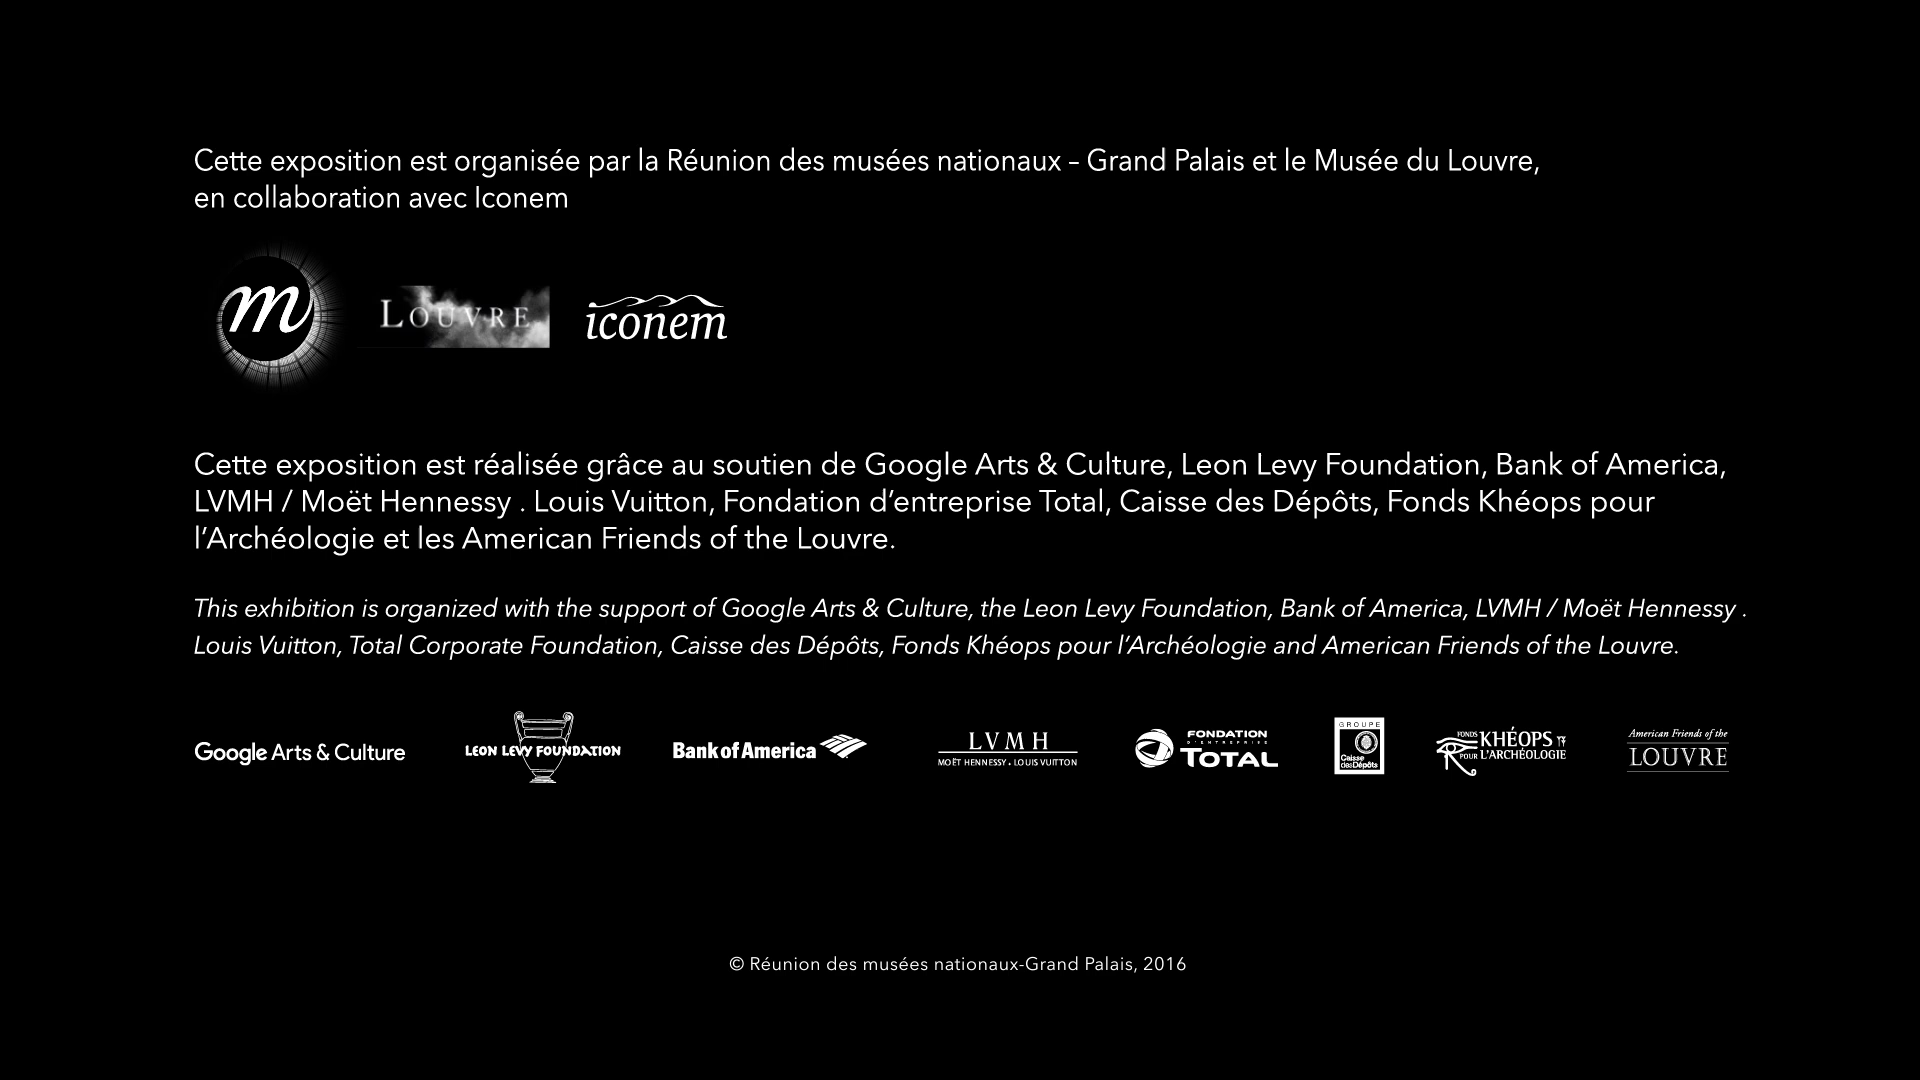 Cette exposition est organisée par la Réunion des musées nationaux – Grand Palais et le Musée du Louvre,
en collaboration avec Iconem
m
LOUVRE
iconem
Cette exposition est réalisée grâce au soutien de Google Arts & Culture, Leon Levy Foundation, Bank of America,
LVMH / Moët Hennessy . Louis Vuitton, Fondation d’entreprise Total, Caisse des Dépôts, Fonds Khéops pour
l’Archéologie et les American Friends of the Louvre.
This exhibition is organized with the support of Google Arts & Culture, the Leon Levy Foundation, Bank of America, LVMH / Moët Hennessy .
Louis Vuitton, Total Corporate Foundation, Caisse des Dépôts, Fonds Khéops pour l’Archéologie and American Friends of the Louvre.
Google Arts & Culture
LEON LEVY FOUNDATION
Bank of America
LVMH
MOËT HENNESSY . LOUIS VUITTON
FONDATION
D'ENTREPRISE
TOTAL
GROUPE
Caisse
des Dépôts
FONDS KHÉOPS
POUR L'ARCHÉOLOGIE
American Friends of the
LOUVRE
© Réunion des musées nationaux-Grand Palais, 2016